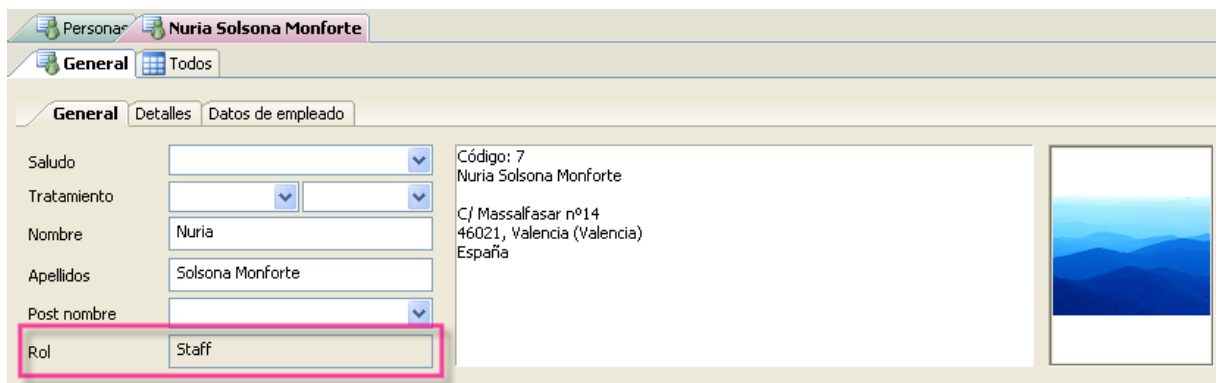 Personas
Nuria Solsona Monforte
General
Todos
General
Detalles
Datos de empleado
Saludo
Tratamiento
Nombre
Nuria
Apellidos
Solsona Monforte
Post nombre
Rol
Staff
Código: 7
Nuria Solsona Monforte
C/ Massalfasar nº14
46021, Valencia (Valencia)
España